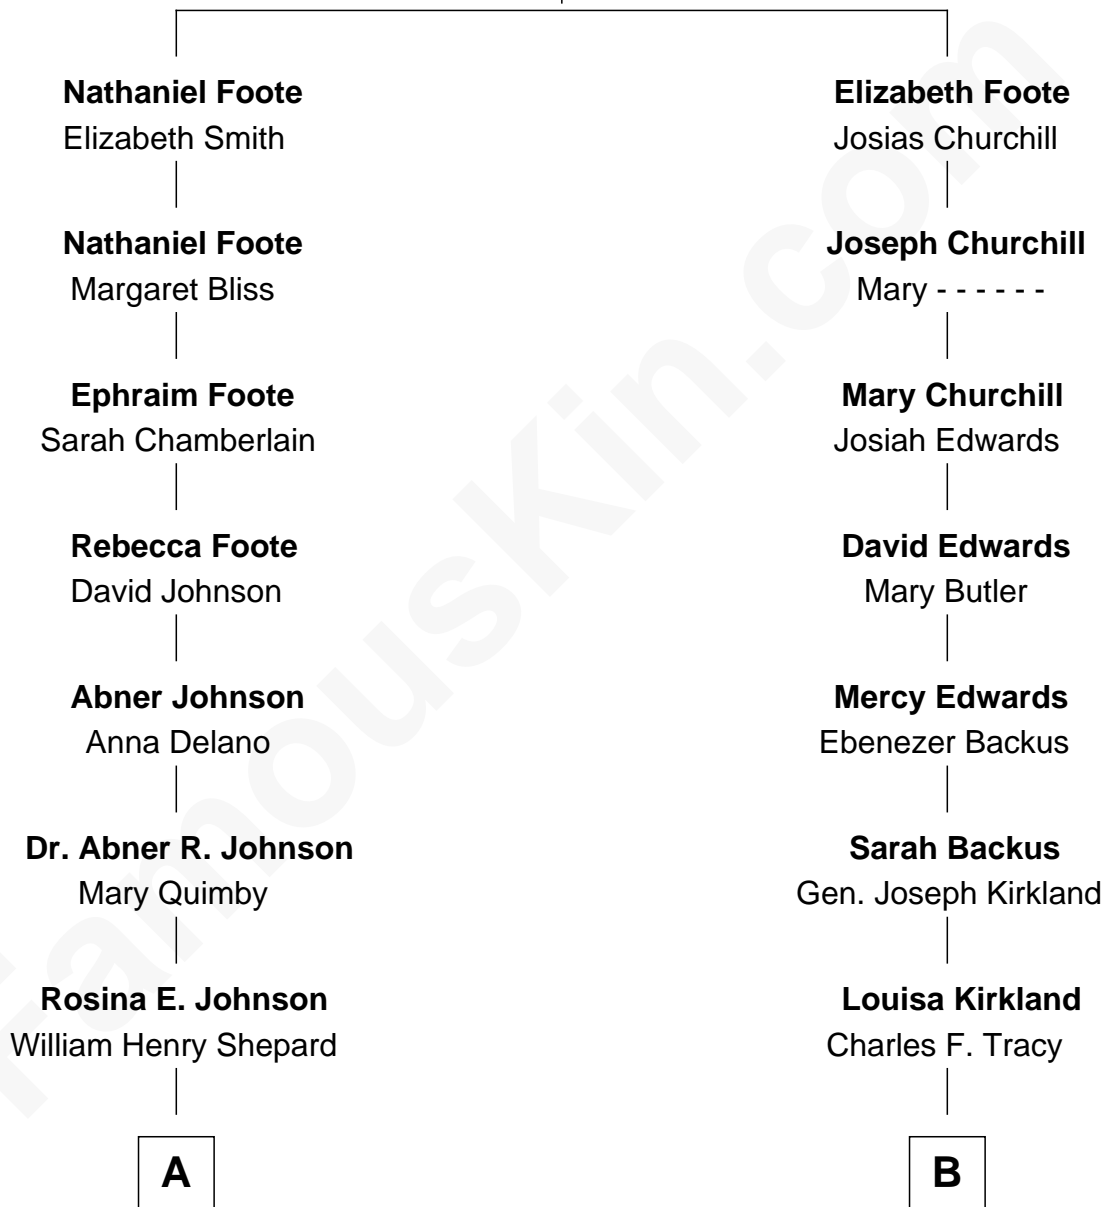 Nathaniel Foote
Elizabeth Smith
Elizabeth Foote
Josias Churchill
Nathaniel Foote
Margaret Bliss
Joseph Churchill
Mary - - - - - -
Ephraim Foote
Sarah Chamberlain
Mary Churchill
Josiah Edwards
Rebecca Foote
David Johnson
David Edwards
Mary Butler
Abner Johnson
Anna Delano
Mercy Edwards
Ebenezer Backus
Dr. Abner R. Johnson
Mary Quimby
Sarah Backus
Gen. Joseph Kirkland
Rosina E. Johnson
William Henry Shepard
Louisa Kirkland
Charles F. Tracy
A
B
FamousKin.com